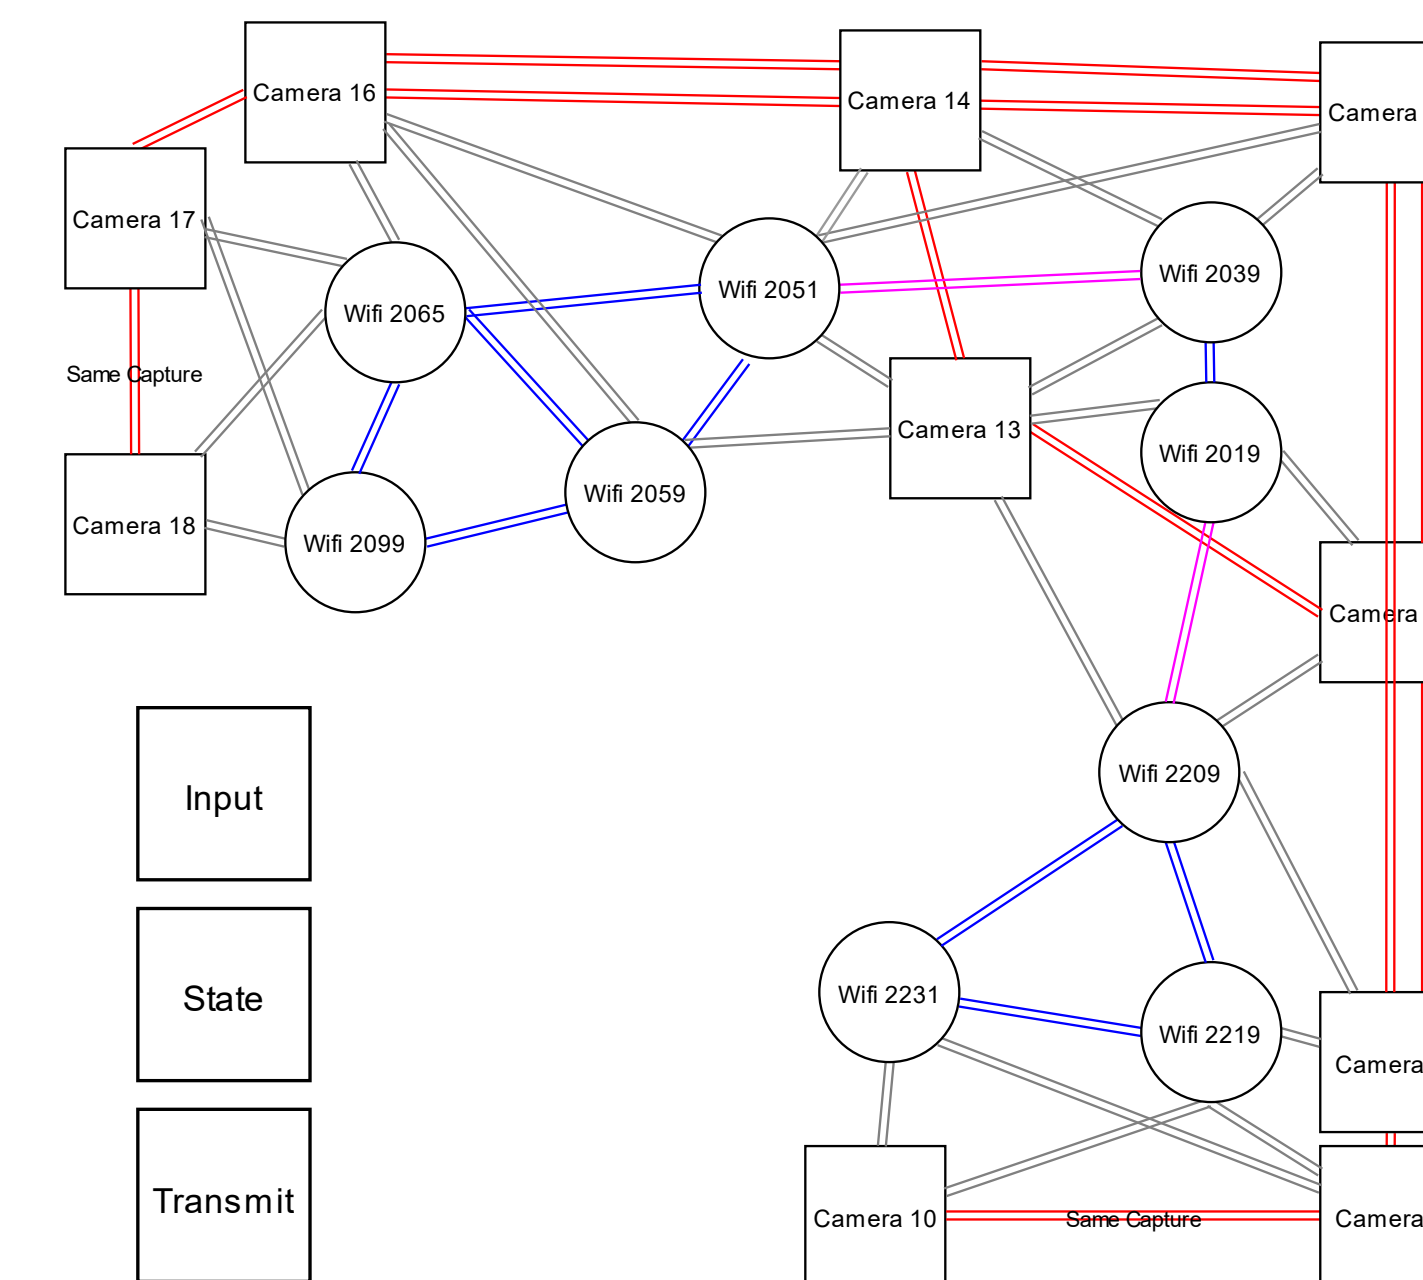 Camera 16
Camera 14
Camera
Camera 17
Wifi 2065
Wifi 2051
Wifi 2039
Same Capture
Camera 13
Wifi 2019
Wifi 2059
Camera 18
Wifi 2099
Camera
Input
Wifi 2209
State
Wifi 2231
Wifi 2219
Camera
Transmit
Camera 10
Same Capture
Camera